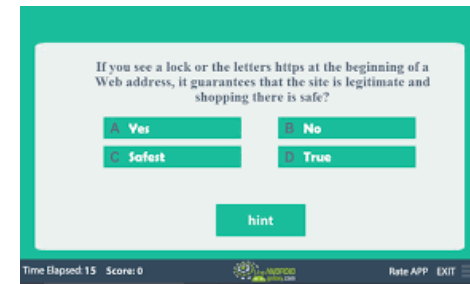 If you see a lock or the letters https at the beginning of a
Web address, it guarantees that the site is legitimate and
shopping there is safe?
A Yes
B No
C Safest
D True
hint
Time Elapsed: 15 Score: 0
Rate APP EXIT